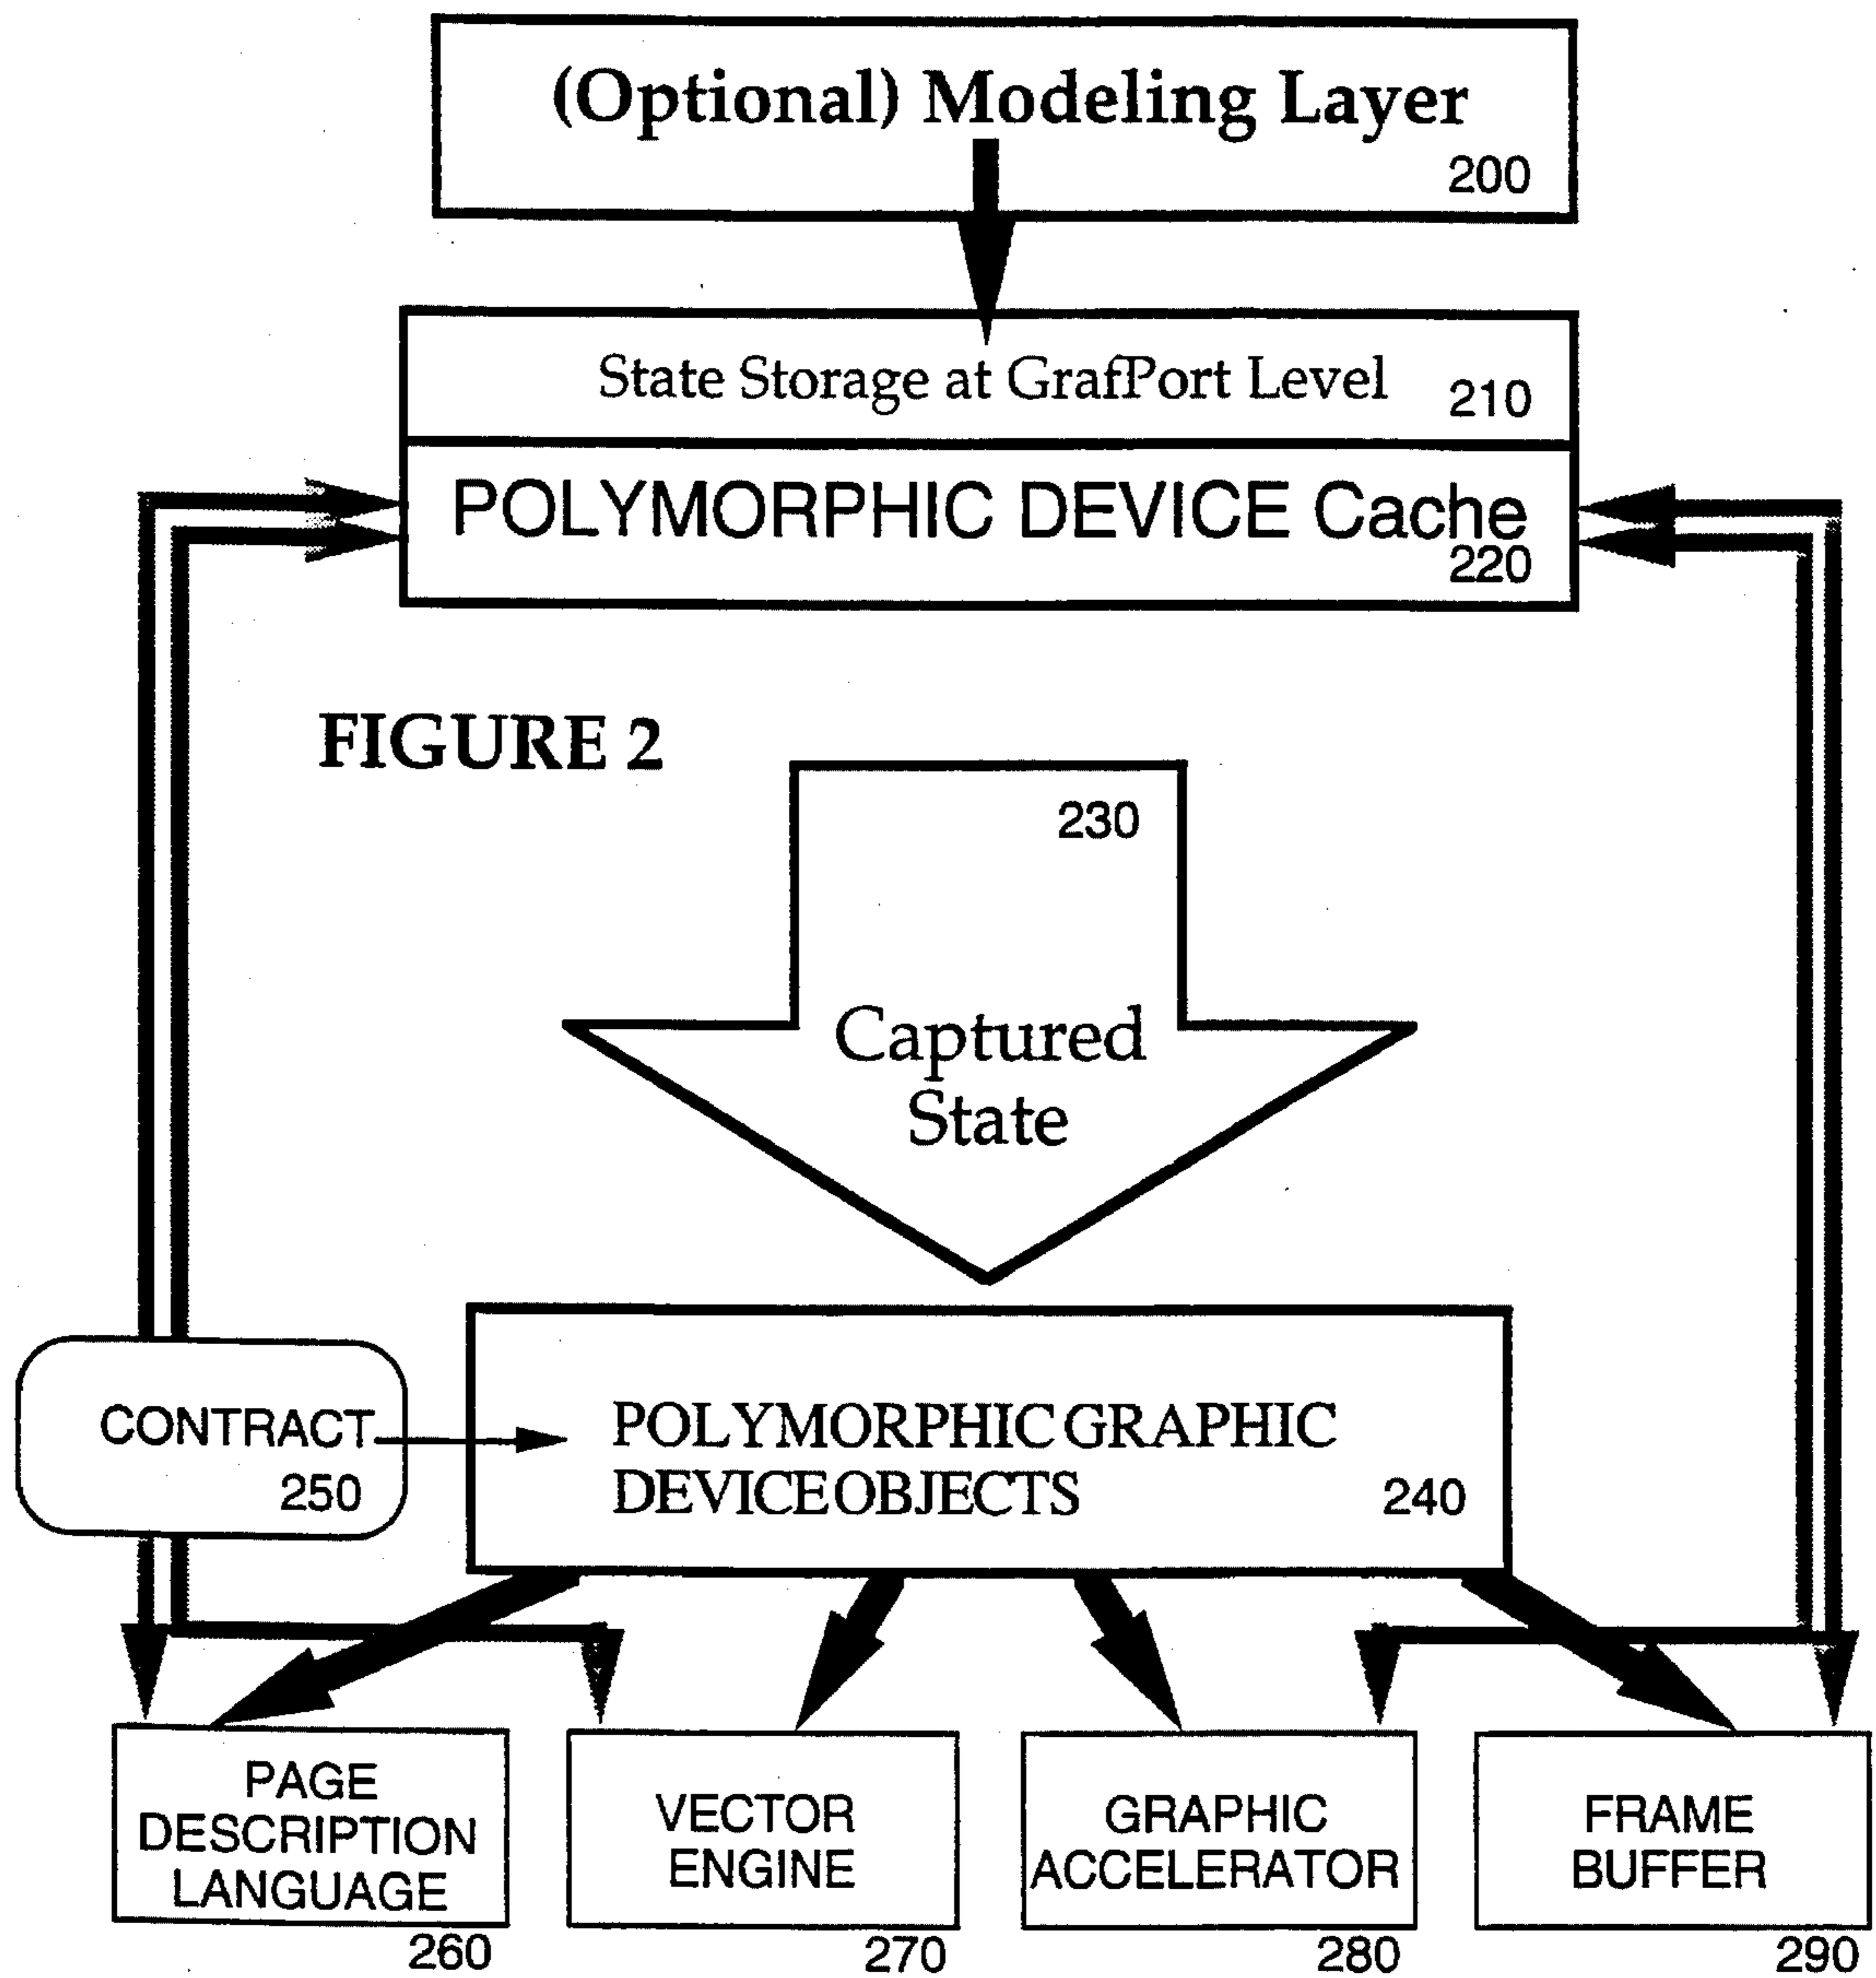 (Optional) Modeling Layer
200
State Storage at GrafPort Level
210
POLYMORPHIC DEVICE Cache
220
FIGURE 2
230
Captured
State
CONTRACT
250
POLYMORPHIC GRAPHIC
DEVICE OBJECTS
240
PAGE
DESCRIPTION
LANGUAGE
260
VECTOR
ENGINE
270
GRAPHIC
ACCELERATOR
280
FRAME
BUFFER
290